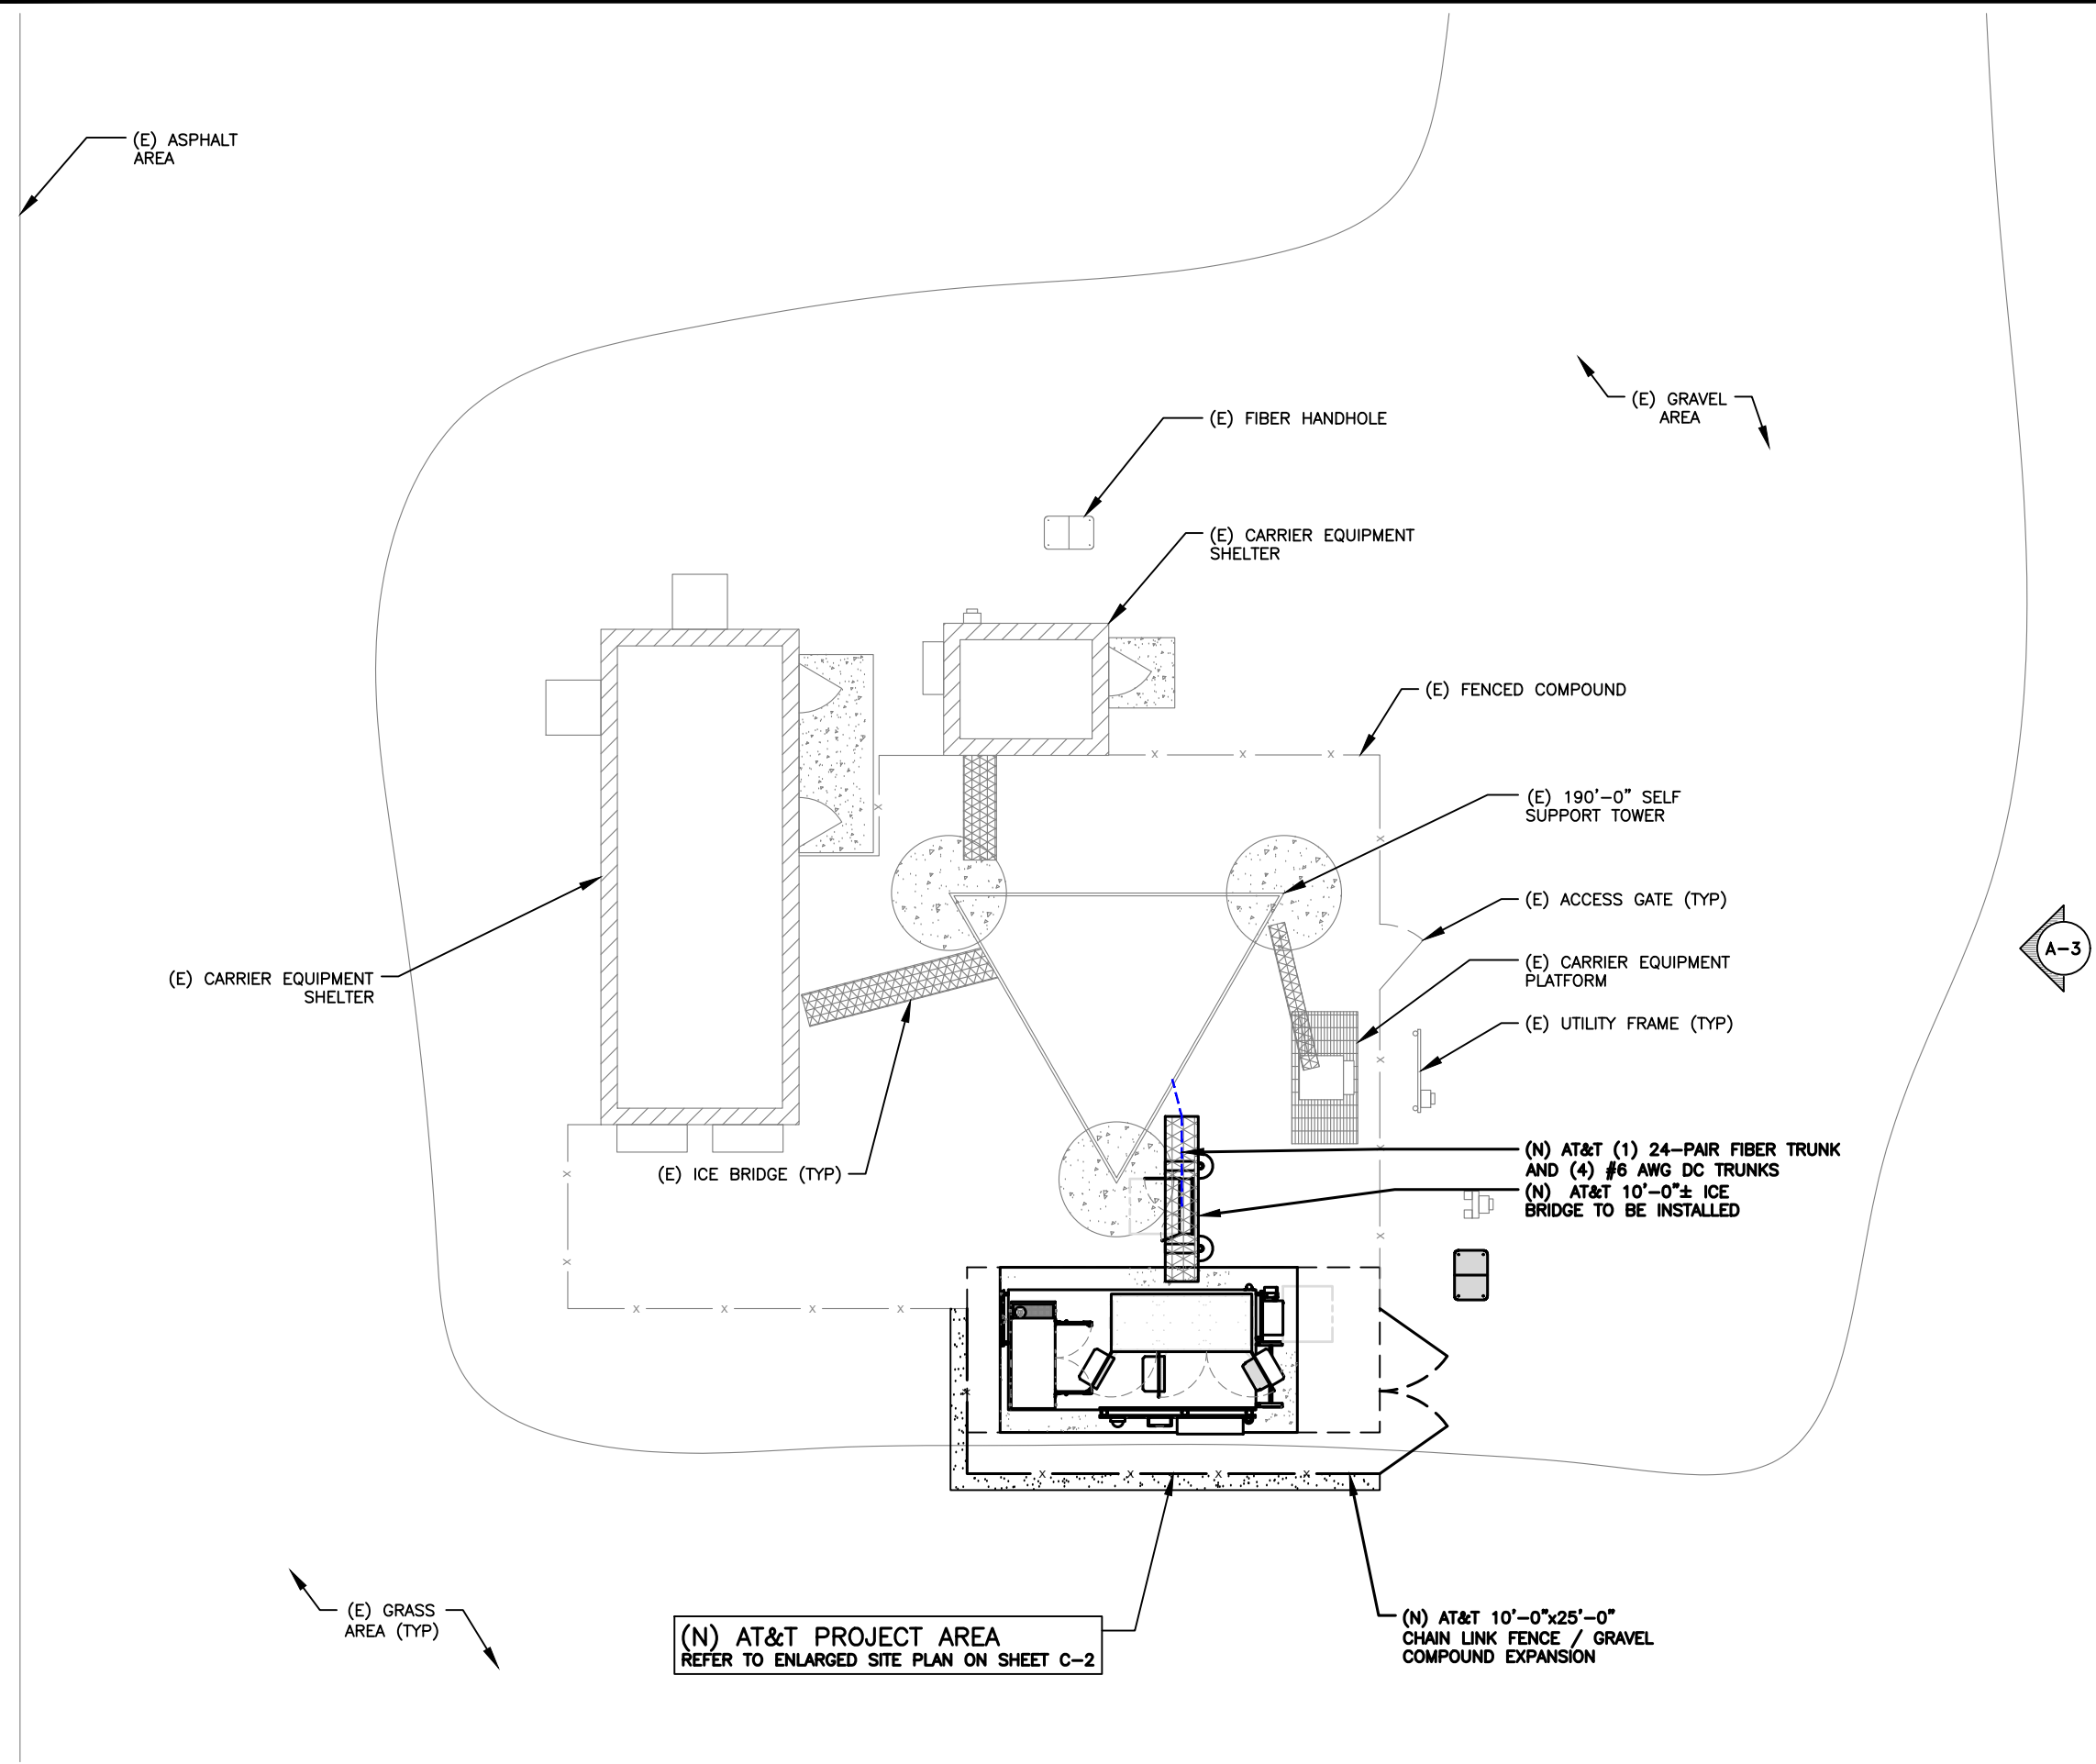 (E) ASPHALT
AREA
(E) GRAVEL
AREA
(E) FIBER HANDHOLE
(E) CARRIER EQUIPMENT
SHELTER
(E) FENCED COMPOUND
(E) 190'-0" SELF
SUPPORT TOWER
(E) ACCESS GATE (TYP)
A-3
(E) CARRIER EQUIPMENT
PLATFORM
(E) CARRIER EQUIPMENT
SHELTER
(E) UTILITY FRAME (TYP)
(E) ICE BRIDGE (TYP)
(N) AT&T (1) 24-PAIR FIBER TRUNK
AND (4) #6 AWG DC TRUNKS
(N) AT&T 10'-0"± ICE
BRIDGE TO BE INSTALLED
(E) GRASS
AREA (TYP)
(N) AT&T PROJECT AREA
REFER TO ENLARGED SITE PLAN ON SHEET C-2
(N) AT&T 10'-0"x25'-0"
CHAIN LINK FENCE / GRAVEL
COMPOUND EXPANSION